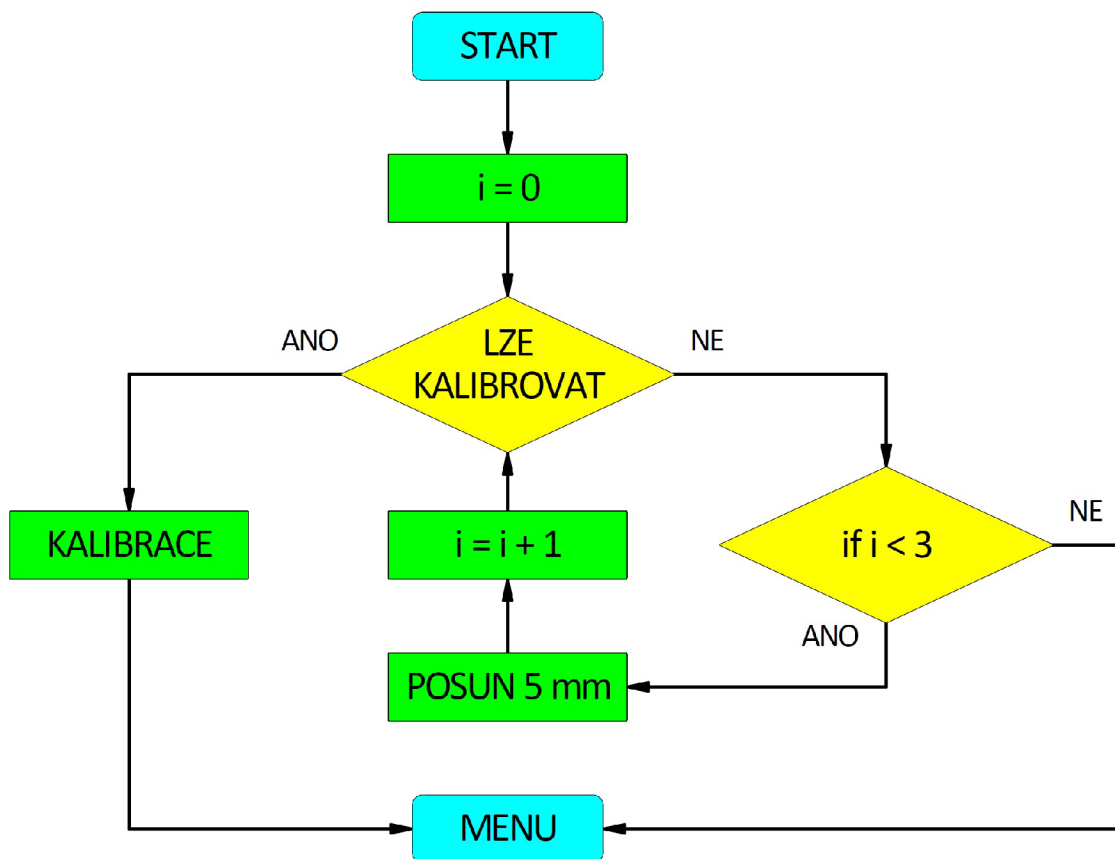 START
i = 0
ANO
LZE
KALIBROVAT
NE
KALIBRACE
i = i + 1
if i < 3
NE
ANO
POSUN 5 mm
MENU